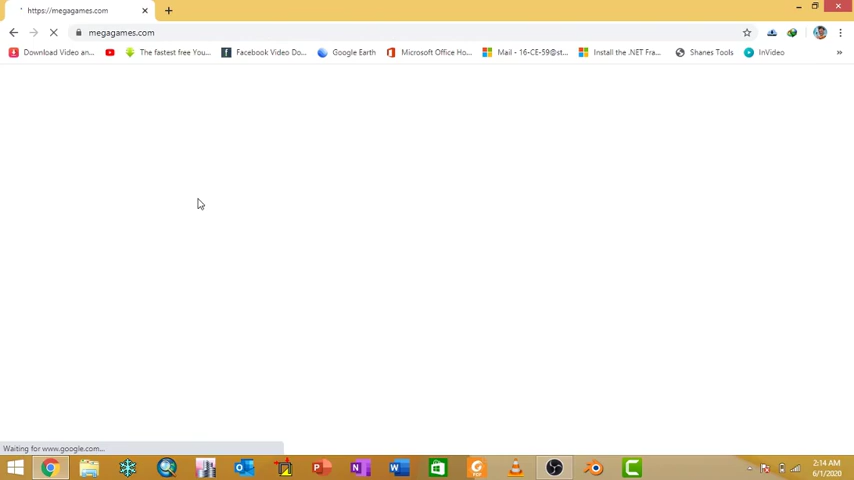 https://megagames.com
megagames.com
Download Video an... The fastest free You... Facebook Video Do... Google Earth Microsoft Office Ho... Mail - 16-CE-59@st... Install the .NET Fra... Shanes Tools InVideo »
Waiting for www.google.com...
2:14 AM
6/1/2020